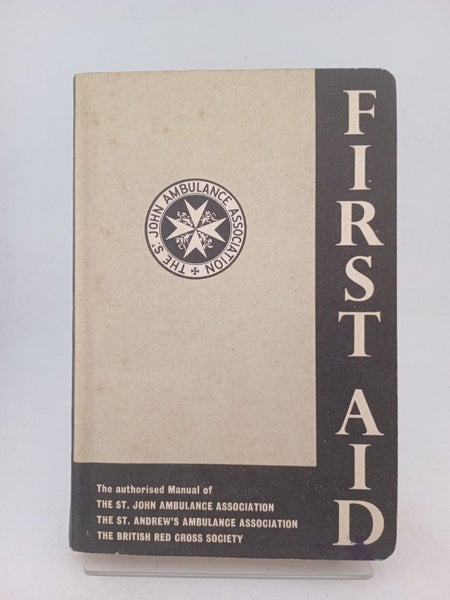 FIRST AID
THE ST. JOHN AMBULANCE ASSOCIATION
The authorised Manual of
THE ST. JOHN AMBULANCE ASSOCIATION
THE ST. ANDREW'S AMBULANCE ASSOCIATION
THE BRITISH RED CROSS SOCIETY